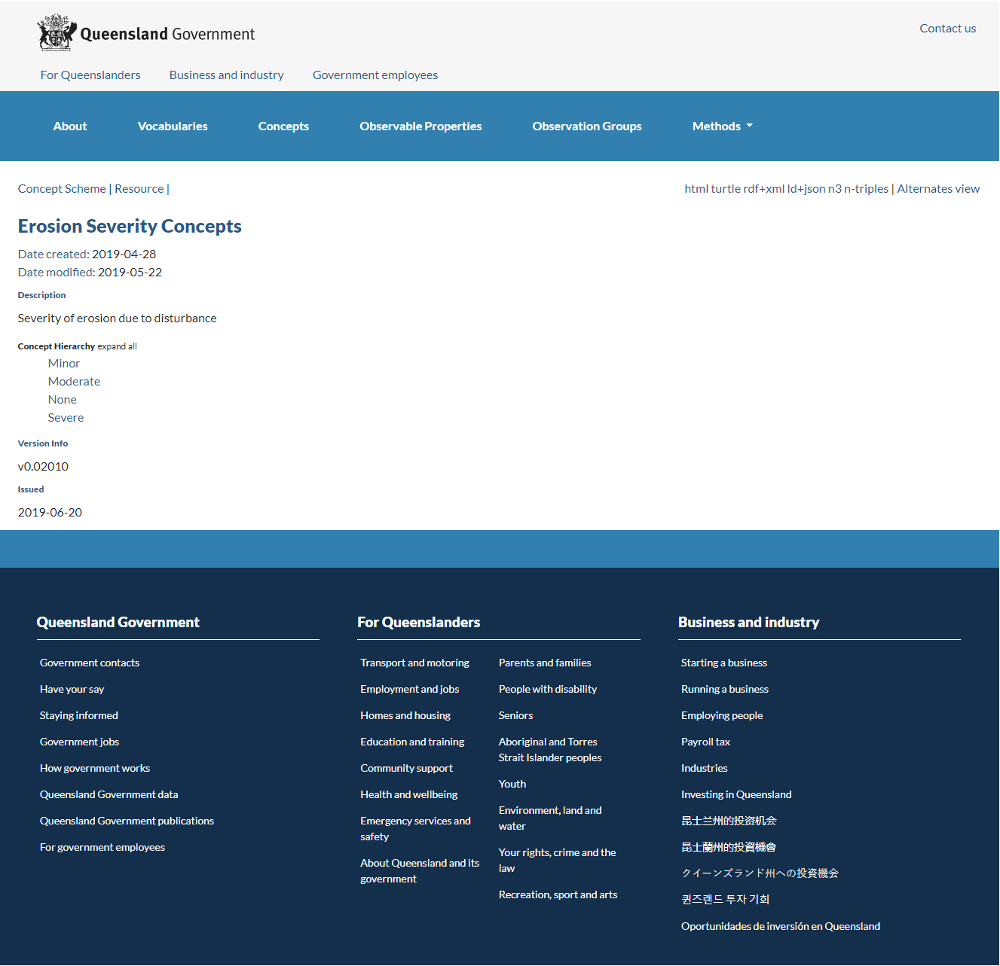 Queensland Government
Contact us
For Queenslanders Business and industry Government employees
About Vocabularies Concepts Observable Properties Observation Groups Methods
Concept Scheme | Resource |
html turtle rdf+xml ld+json n3 n-triples | Alternates view
Erosion Severity Concepts
Date created: 2019-04-28
Date modified: 2019-05-22
Description
Severity of erosion due to disturbance
Concept Hierarchy expand all
Minor
Moderate
None
Severe
Version Info
v0.02010
Issued
2019-06-20
Queensland Government
Government contacts
Have your say
Staying informed
Government jobs
How government works
Queensland Government data
Queensland Government publications
For government employees
For Queenslanders
Transport and motoring
Employment and jobs
Homes and housing
Education and training
Community support
Health and wellbeing
Emergency services and
safety
About Queensland and its
government
Parents and families
People with disability
Seniors
Aboriginal and Torres
Strait Islander peoples
Youth
Environment, land and
water
Your rights, crime and the
law
Recreation, sport and arts
Business and industry
Starting a business
Running a business
Employing people
Payroll tax
Industries
Investing in Queensland
昆士兰州的投资机会
昆士蘭州的投資機會
クイーンズランド州への投資機会
퀸즈랜드 투자 기회
Oportunidades de inversión en Queensland